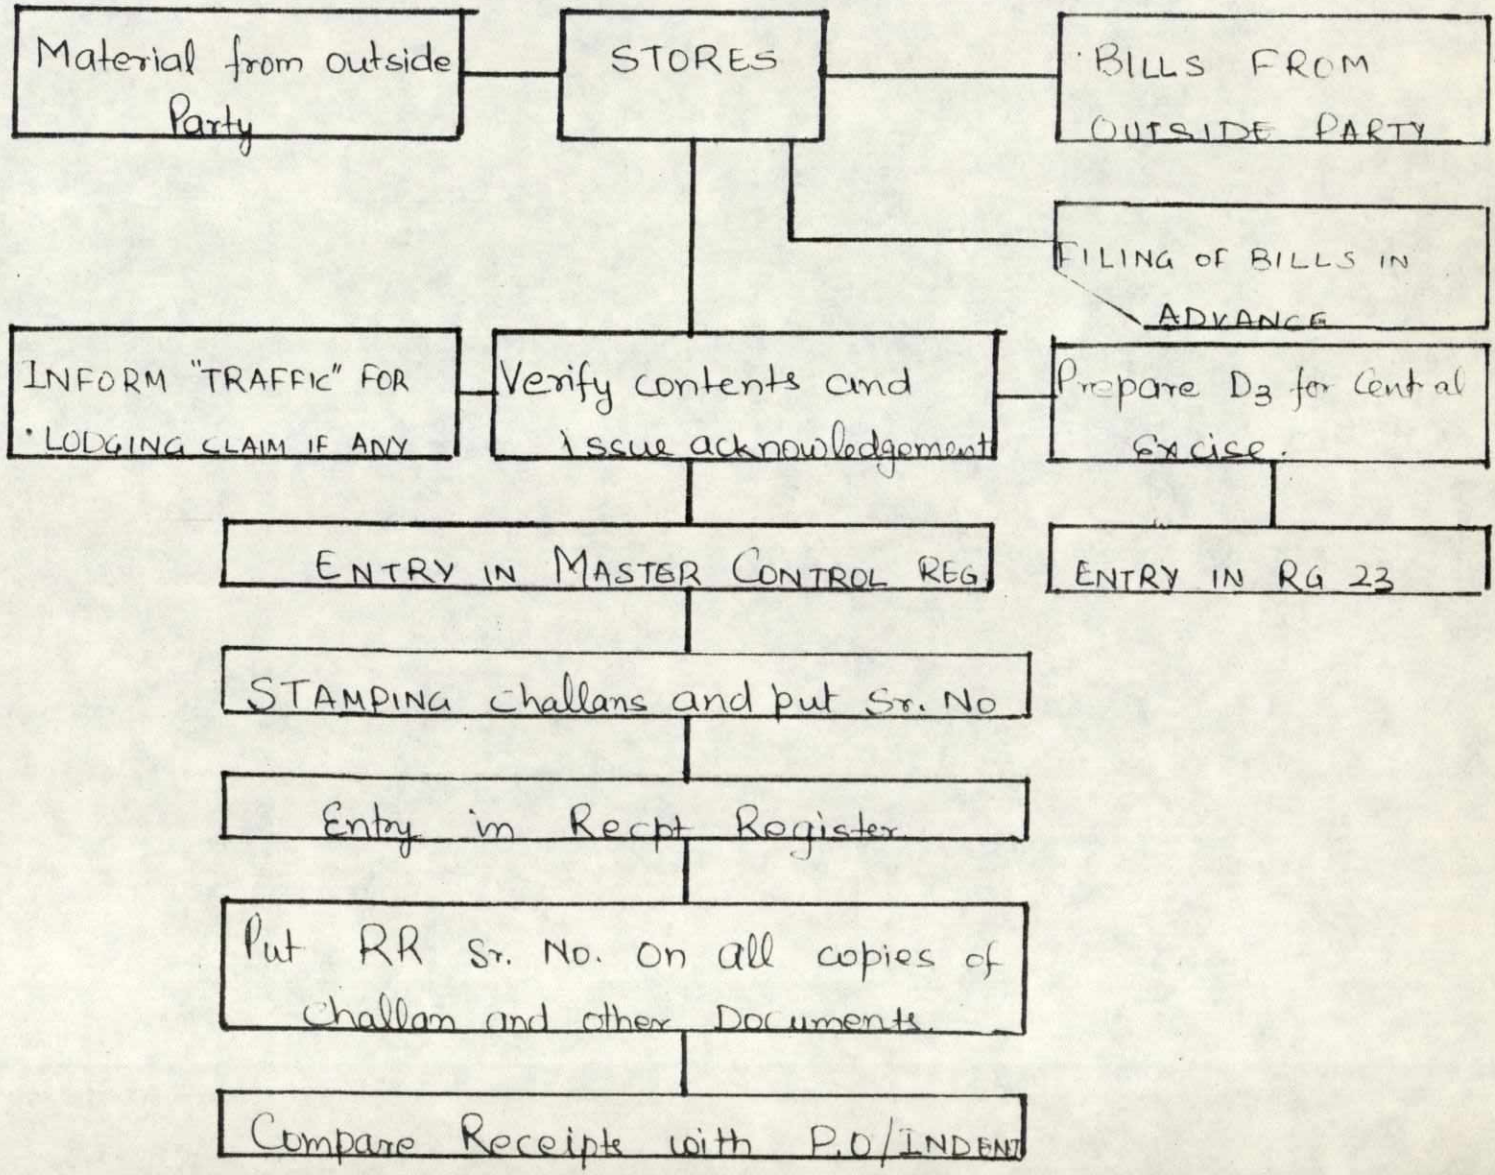 Material from outside
Party
STORES
BILLS FROM
OUTSIDE PARTY
FILING OF BILLS IN
ADVANCE
INFORM "TRAFFIC" FOR
LODGING CLAIM IF ANY
Verify contents and
issue acknowledgement
Prepare D3 for Central
Excise.
ENTRY IN MASTER CONTROL REG
ENTRY IN RG 23
STAMPING challans and put Sr. No
Entry in Recpt Register
Put RR Sr. No. on all copies of
challan and other Documents.
Compare Receipts with P.O/INDENT